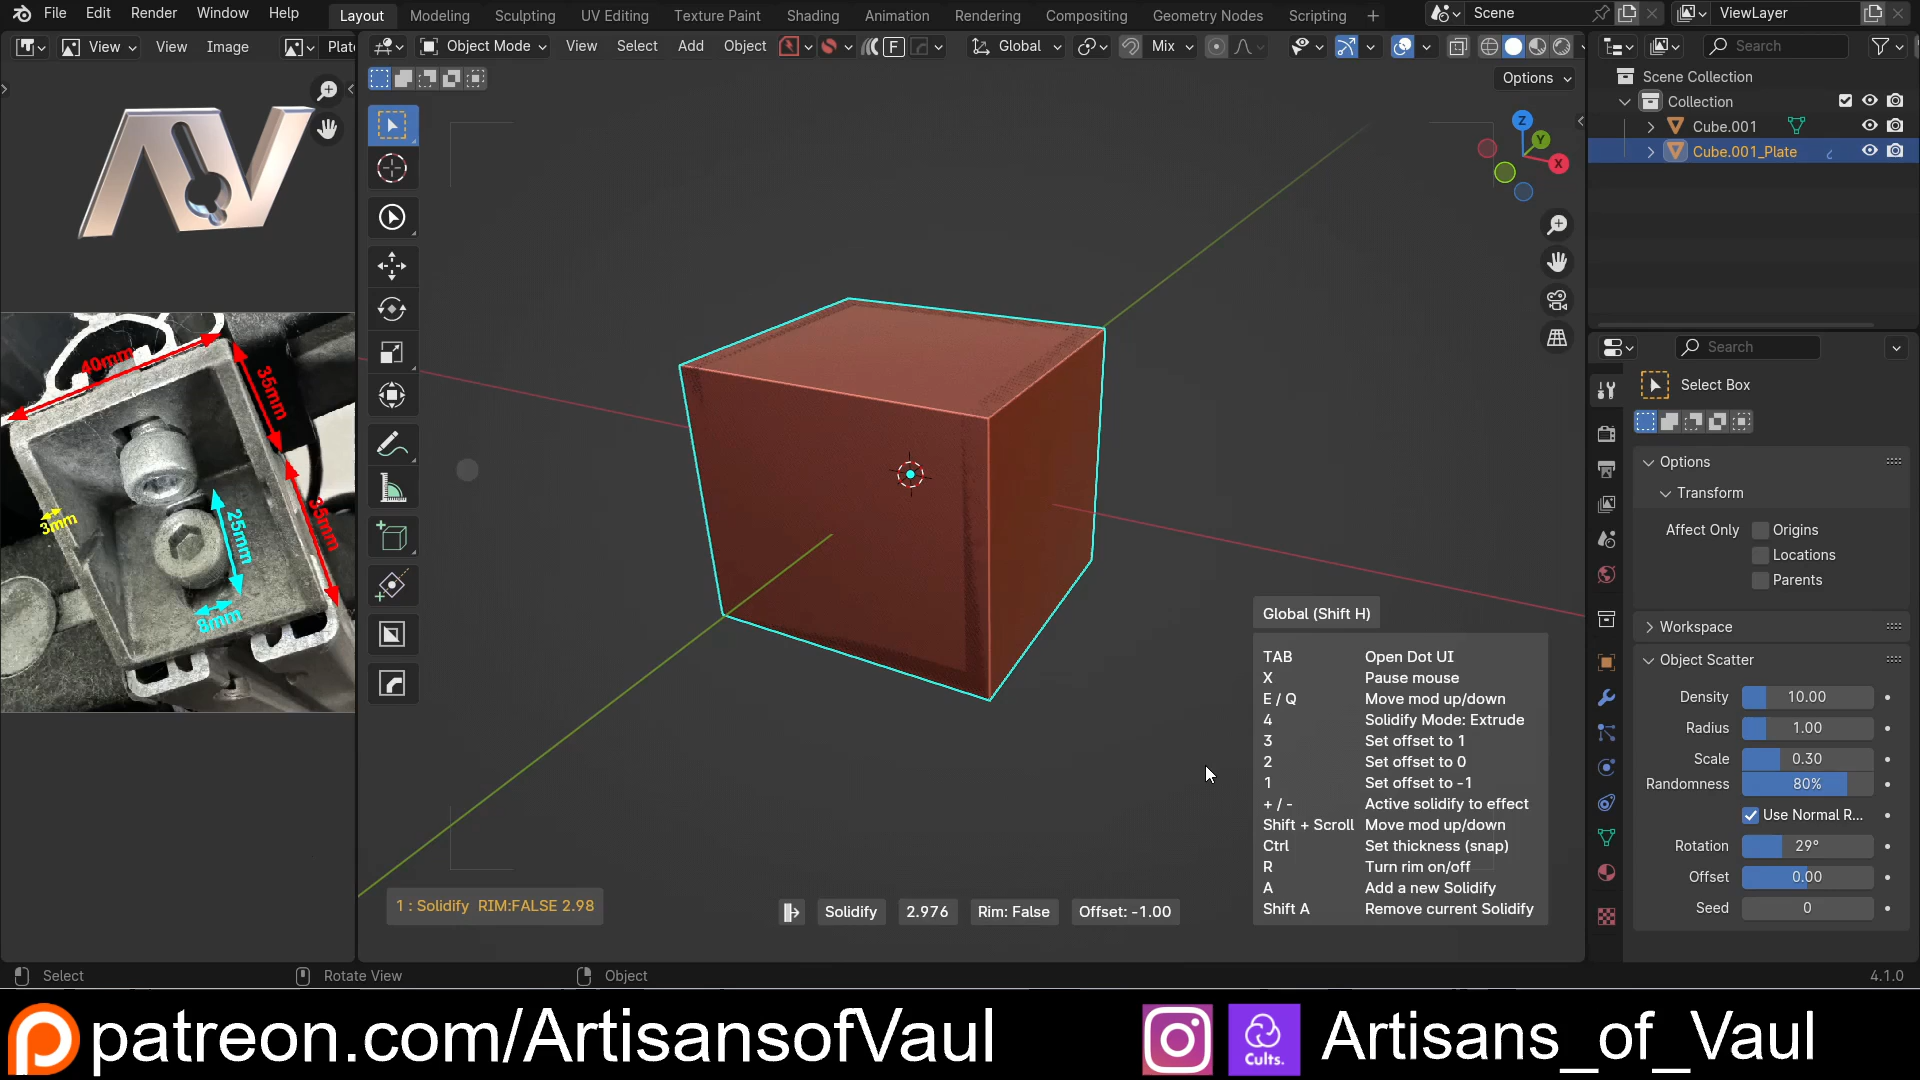 File Edit Render Window Help Layout Modeling Sculpting UV Editing Texture Paint Shading Animation Rendering Compositing Geometry Nodes Scripting + Scene ViewLayer
View View Image Plate Object Mode View Select Add Object F Global Mix Search
Options
Scene Collection
Collection
Cube.001
Cube.001_Plate
Z
Y
X
40mm
35mm
35mm
25mm
3mm
8mm
Search
Select Box
Options
Transform
Affect Only Origins
Locations
Parents
Workspace
Object Scatter
Density 10.00
Radius 1.00
Scale 0.30
Randomness 80%
Use Normal R...
Rotation 29°
Offset 0.00
Seed 0
Global (Shift H)
TAB Open Dot UI
X Pause mouse
E / Q Move mod up/down
4 Solidify Mode: Extrude
3 Set offset to 1
2 Set offset to 0
1 Set offset to -1
+ / - Active solidify to effect
Shift + Scroll Move mod up/down
Ctrl Set thickness (snap)
R Turn rim on/off
A Add a new Solidify
Shift A Remove current Solidify
1 : Solidify RIM:FALSE 2.98
Solidify 2.976 Rim: False Offset: -1.00
Select Rotate View Object 4.1.0
patreon.com/ArtisansofVaul Cults. Artisans_of_Vaul